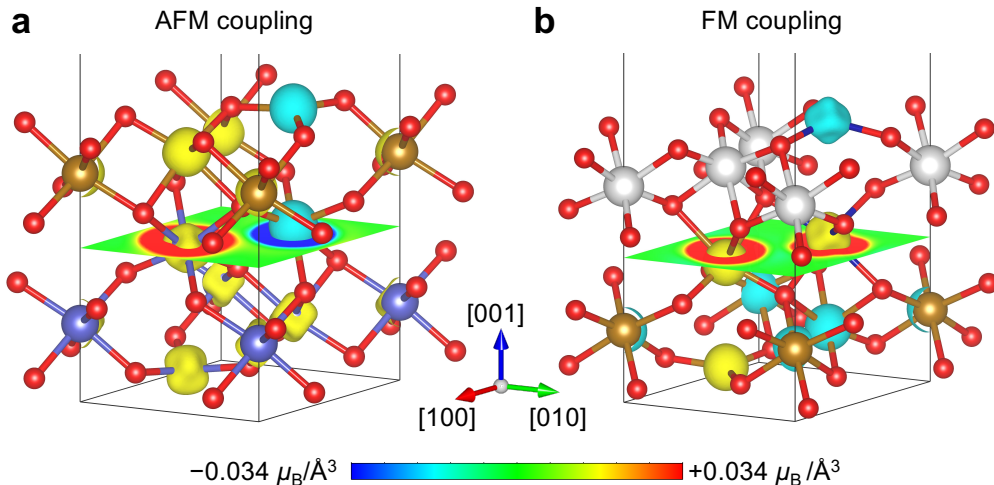 a AFM coupling
b FM coupling
[001]
[100] [010]
−0.034 μB/Å³ +0.034 μB/Å³